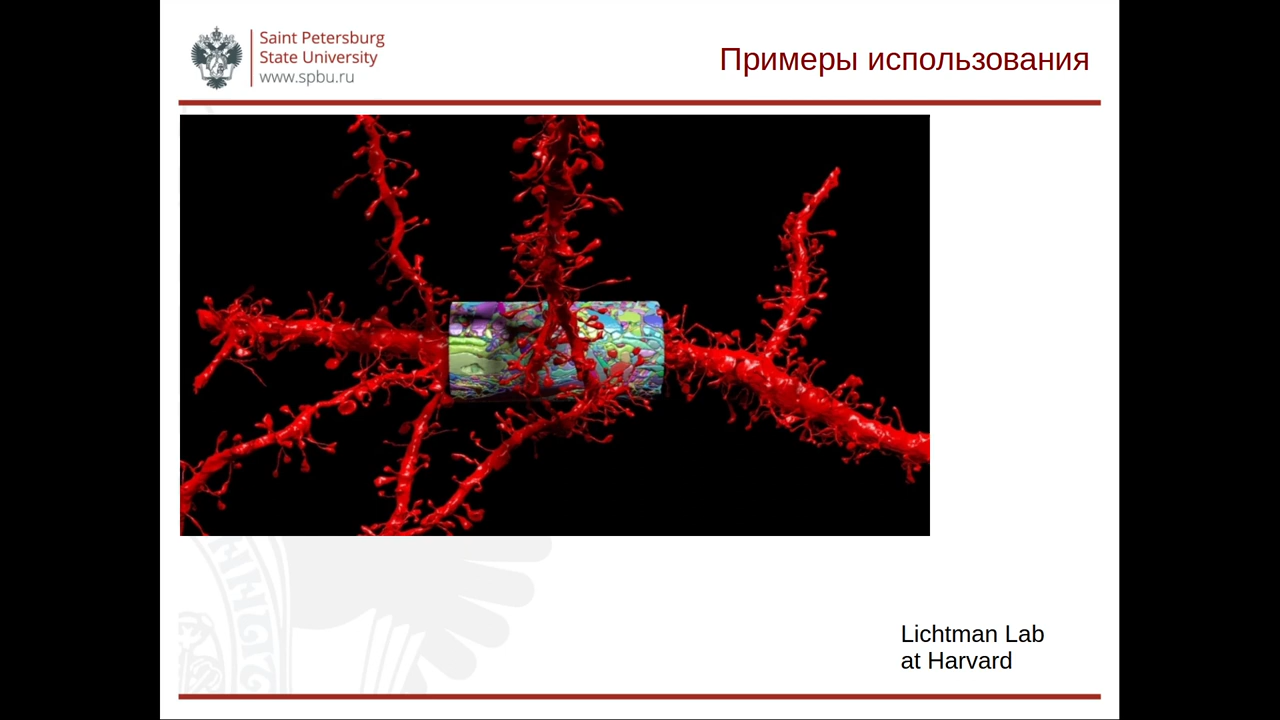 Saint Petersburg
State University
www.spbu.ru
Примеры использования
Lichtman Lab
at Harvard